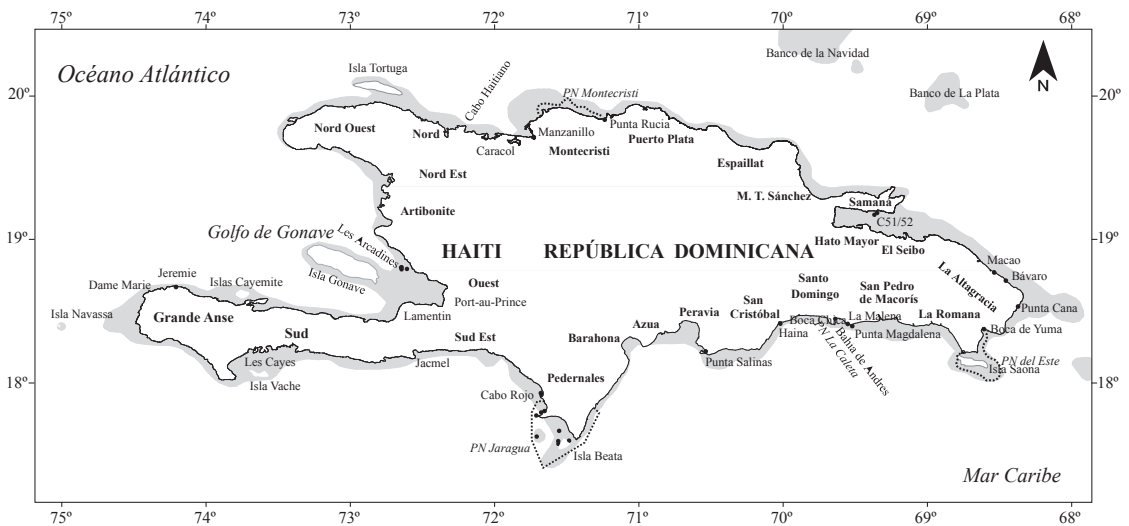 75º 74º 73º 72º 71º 70º 69º 68º
Océano Atlántico
Isla Tortuga
Cabo Haitiano
PN Montecristi
Banco de la Navidad
Banco de La Plata
N
20º
20º
Nord Ouest
Nord
Caracol
Manzanillo
Montecristi
Punta Rucia
Puerto Plata
Espaillat
Nord Est
M. T. Sánchez
Samaná
Artibonite
C51/52
19º
19º
Golfo de Gonave
Les Arcadines
HAITI
REPÚBLICA DOMINICANA
Hato Mayor
El Seibo
Macao
Bávaro
La Altagracia
Punta Cana
Isla Gonave
Ouest
Port-au-Prince
Jeremie
Islas Cayemite
Dame Marie
Isla Navassa
Grande Anse
Lamentin
Sud
Sud Est
Les Cayes
Isla Vache
Jacmel
Santo
Domingo
San
Cristóbal
San Pedro
de Macorís
La Romana
Boca Chica
La Malena
Haina
Punta Magdalena
Boca de Yuma
PN La Caleta
Bahia de Andres
PN del Este
Isla Saona
Peravia
Azua
Barahona
Punta Salinas
18º
18º
Pedernales
Cabo Rojo
PN Jaragua
Isla Beata
Mar Caribe
75º 74º 73º 72º 71º 70º 69º 68º